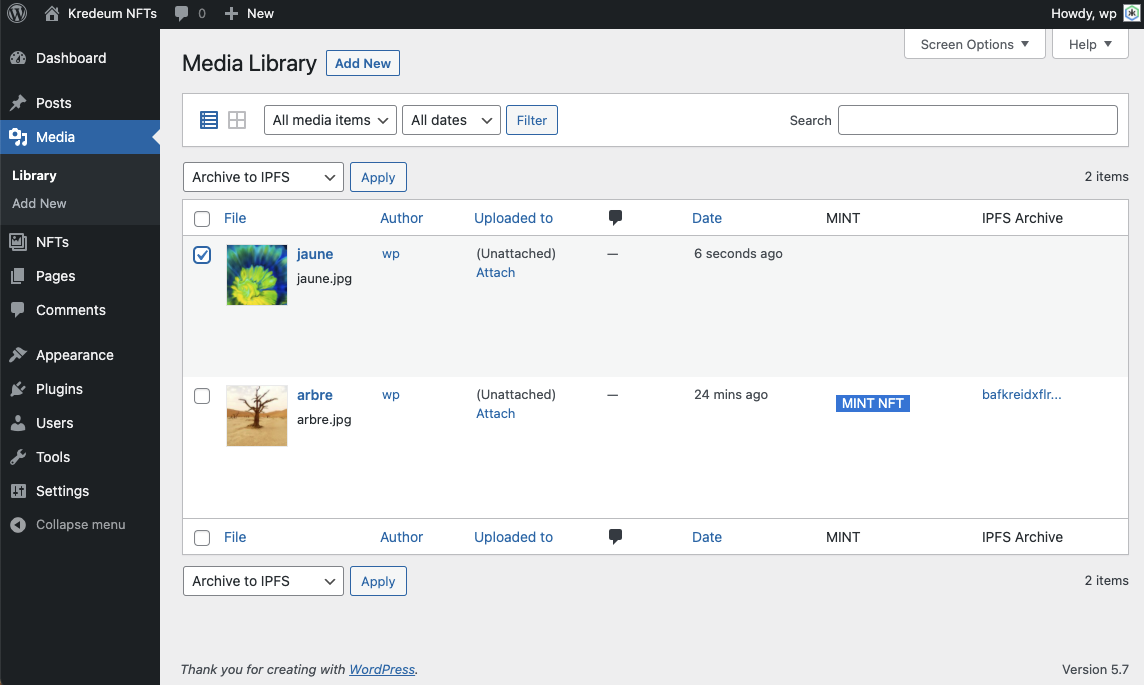 Kredeum NFTs 0 New Howdy, wp
Dashboard
Posts
Media
Library
Add New
NFTs
Pages
Comments
Appearance
Plugins
Users
Tools
Settings
Collapse menu
Screen Options Help
Media Library Add New
All media items All dates Filter Search
Archive to IPFS Apply 2 items
File Author Uploaded to Date MINT IPFS Archive
jaune wp (Unattached) — 6 seconds ago
Attach
jaune.jpg
arbre wp (Unattached) — 24 mins ago MINT NFT bafkreidxflr...
Attach
arbre.jpg
File Author Uploaded to Date MINT IPFS Archive
Archive to IPFS Apply 2 items
Thank you for creating with WordPress. Version 5.7